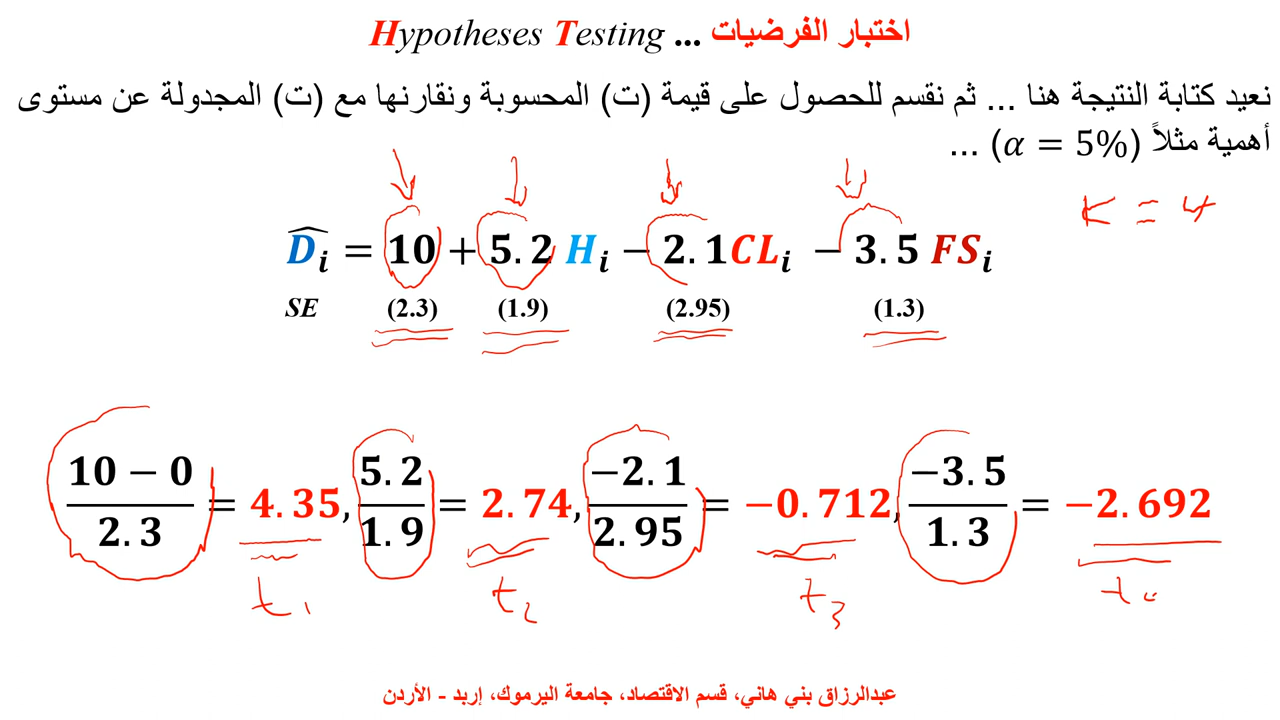 اختبار الفرضيات ... Hypotheses Testing
نعيد كتابة النتيجة هنا ... ثم نقسم للحصول على قيمة (ت) المحسوبة ونقارنها مع (ت) المجدولة عن مستوى
أهمية مثلاً (α = 5%) ...
K = 4
D̂ᵢ = 10 + 5.2 Hᵢ − 2.1CLᵢ − 3.5 FSᵢ
SE (2.3) (1.9) (2.95) (1.3)
(10 − 0)/2.3 = 4.35, 5.2/1.9 = 2.74, −2.1/2.95 = −0.712, −3.5/1.3 = −2.692
t₁ t₂ t₃
عبدالرزاق بني هاني، قسم الاقتصاد، جامعة اليرموك، إربد - الأردن